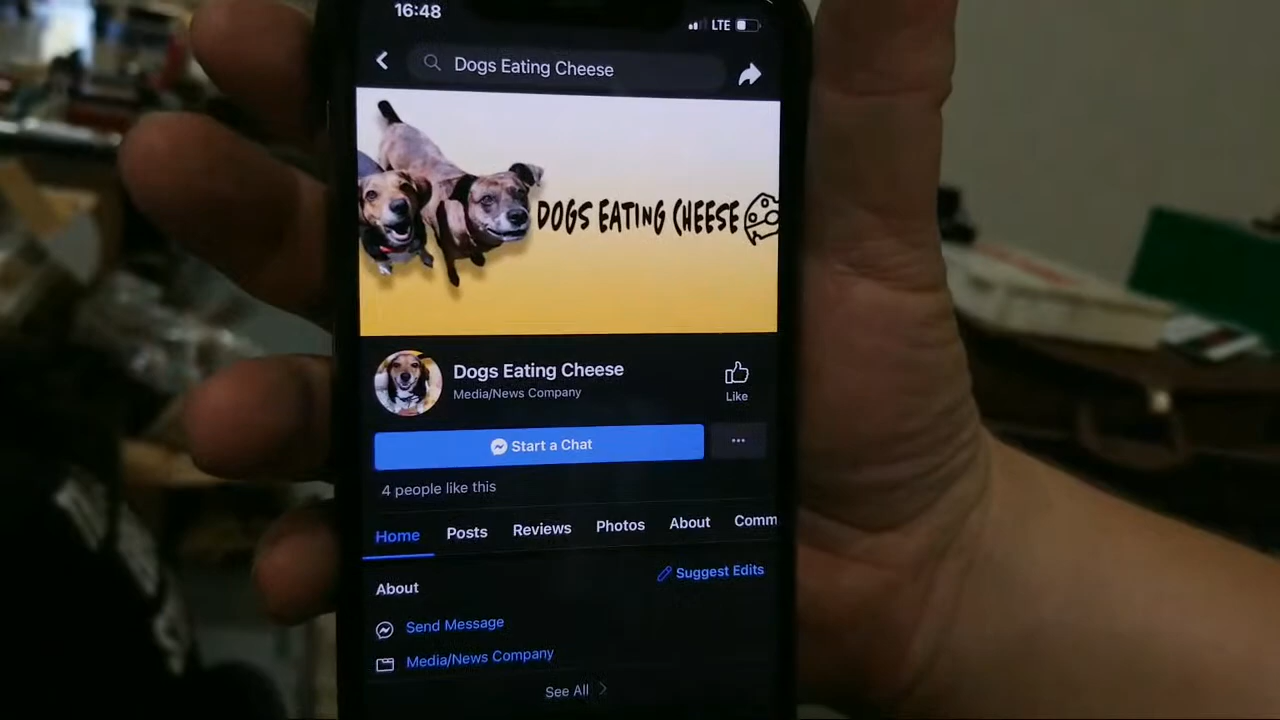 16:48
LTE
Dogs Eating Cheese
DOGS EATING CHEESE
Dogs Eating Cheese
Media/News Company
Like
Start a Chat
4 people like this
Home Posts Reviews Photos About Comm
About
Suggest Edits
Send Message
Media/News Company
See All